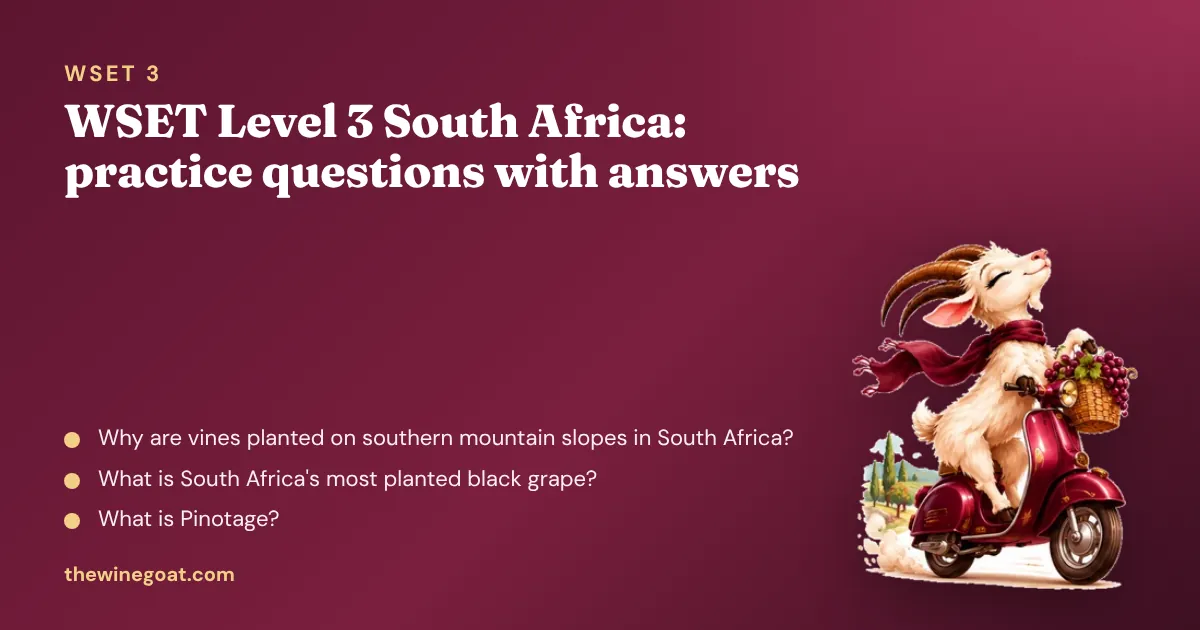 WSET 3
WSET Level 3 South Africa:
practice questions with answers
Why are vines planted on southern mountain slopes in South Africa?
What is South Africa's most planted black grape?
What is Pinotage?
thewinegoat.com